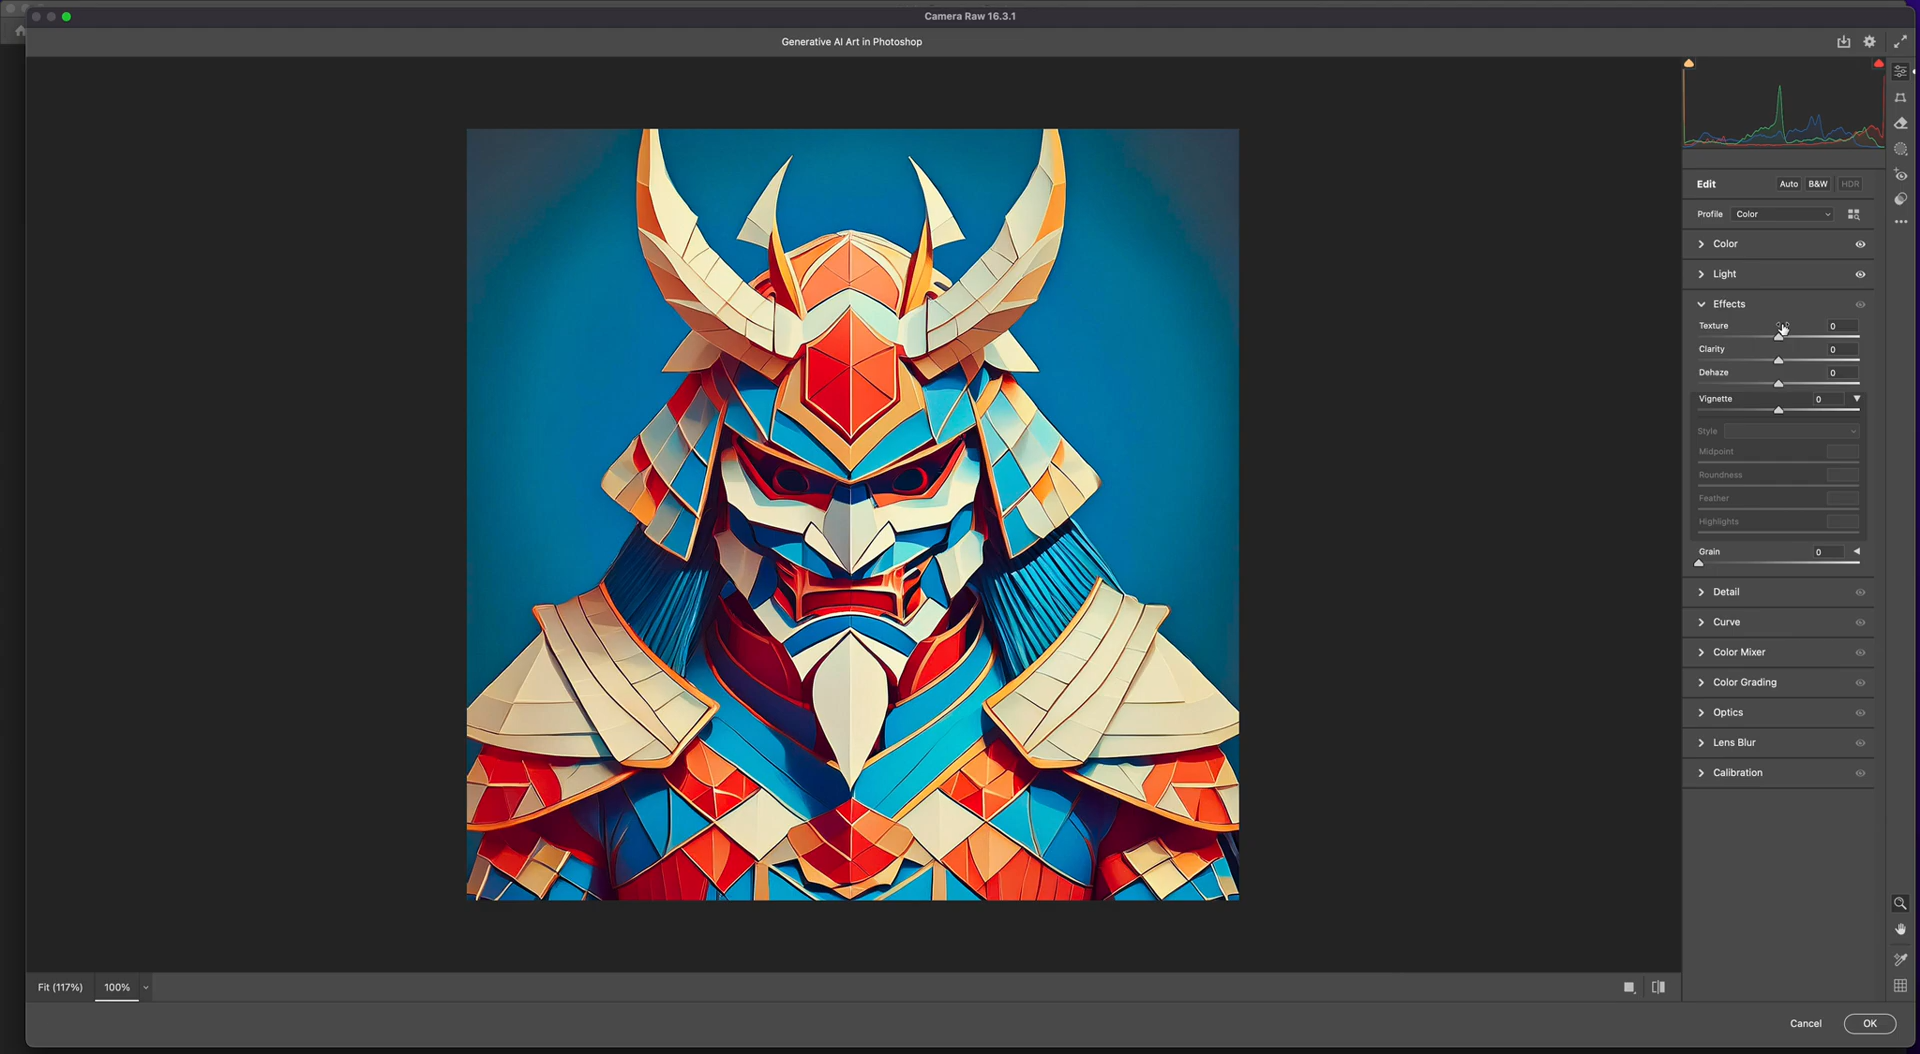 Camera Raw 16.3.1
Generative AI Art in Photoshop
Edit Auto B&W HDR
Profile Color
Color
Light
Effects
Texture 0
Clarity 0
Dehaze 0
Vignette 0
Style
Midpoint
Roundness
Feather
Highlights
Grain 0
Detail
Curve
Color Mixer
Color Grading
Optics
Lens Blur
Calibration
Fit (117%) 100%
Cancel OK